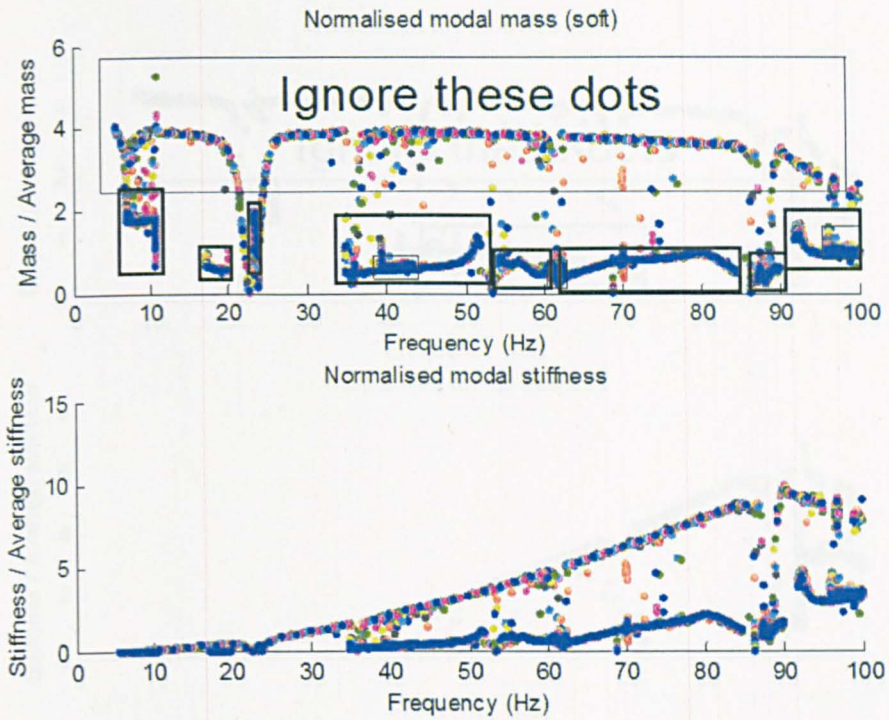 Normalised modal mass (soft)
Mass / Average mass
6
Ignore these dots
4
2
0
10 20 30 40 50 60 70 80 90 100
Frequency (Hz)
Normalised modal stiffness
Stiffness / Average stiffness
15
10
5
0
0 10 20 30 40 50 60 70 80 90 100
Frequency (Hz)